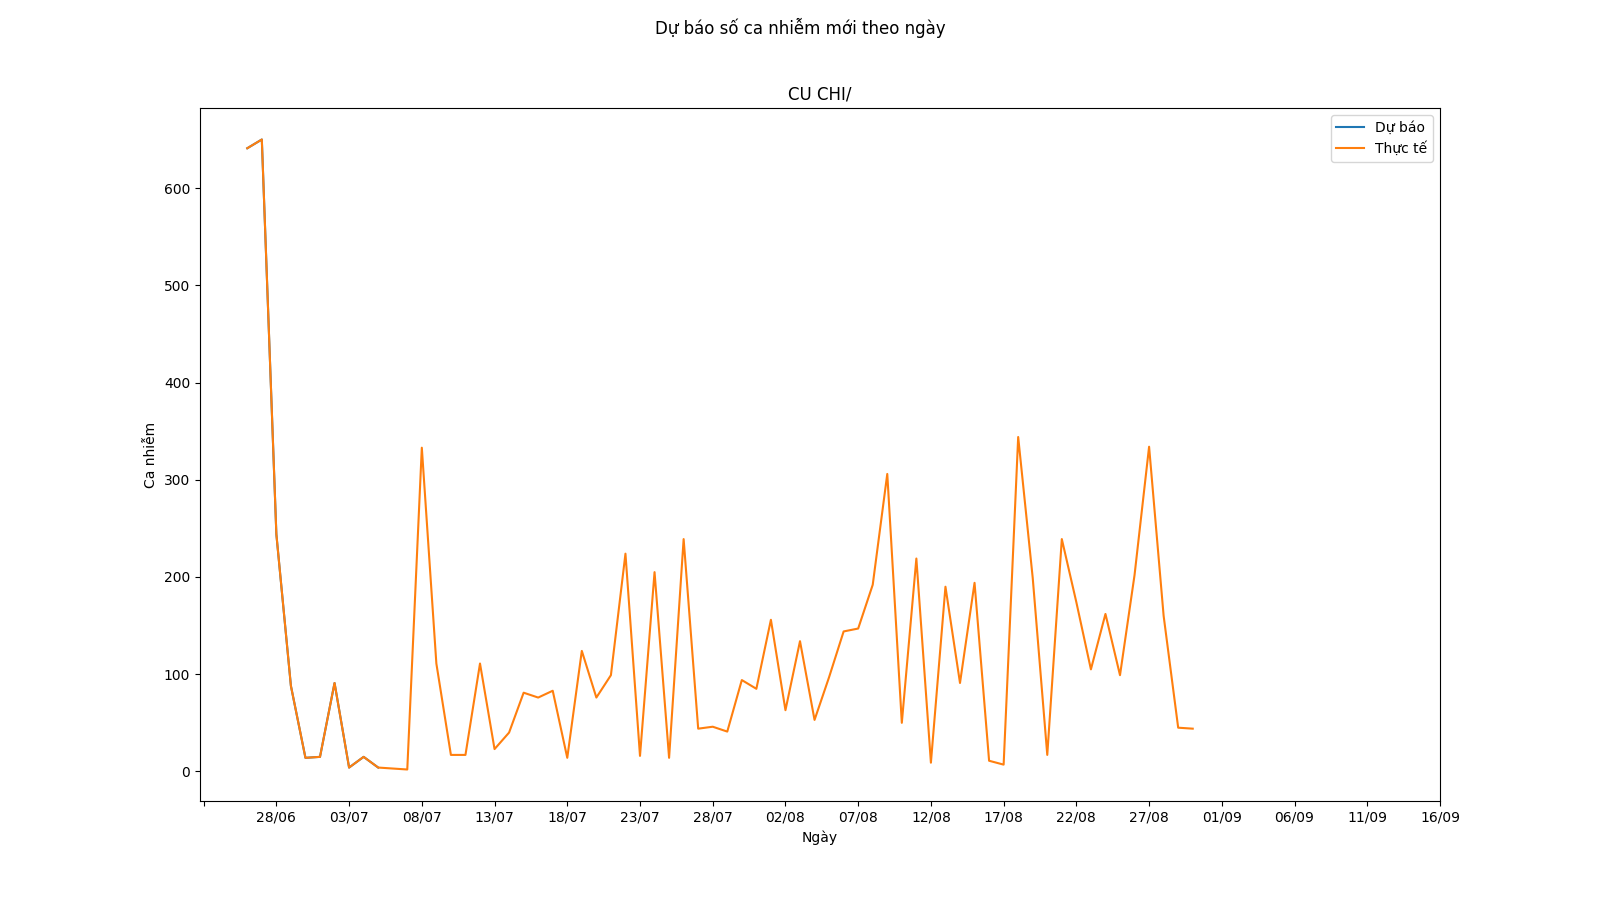 Dự báo số ca nhiễm mới theo ngày
CU CHI/
Dự báo
Thực tế
600
500
400
300
200
100
0
Ca nhiễm
28/06 03/07 08/07 13/07 18/07 23/07 28/07 02/08 07/08 12/08 17/08 22/08 27/08 01/09 06/09 11/09 16/09
Ngày